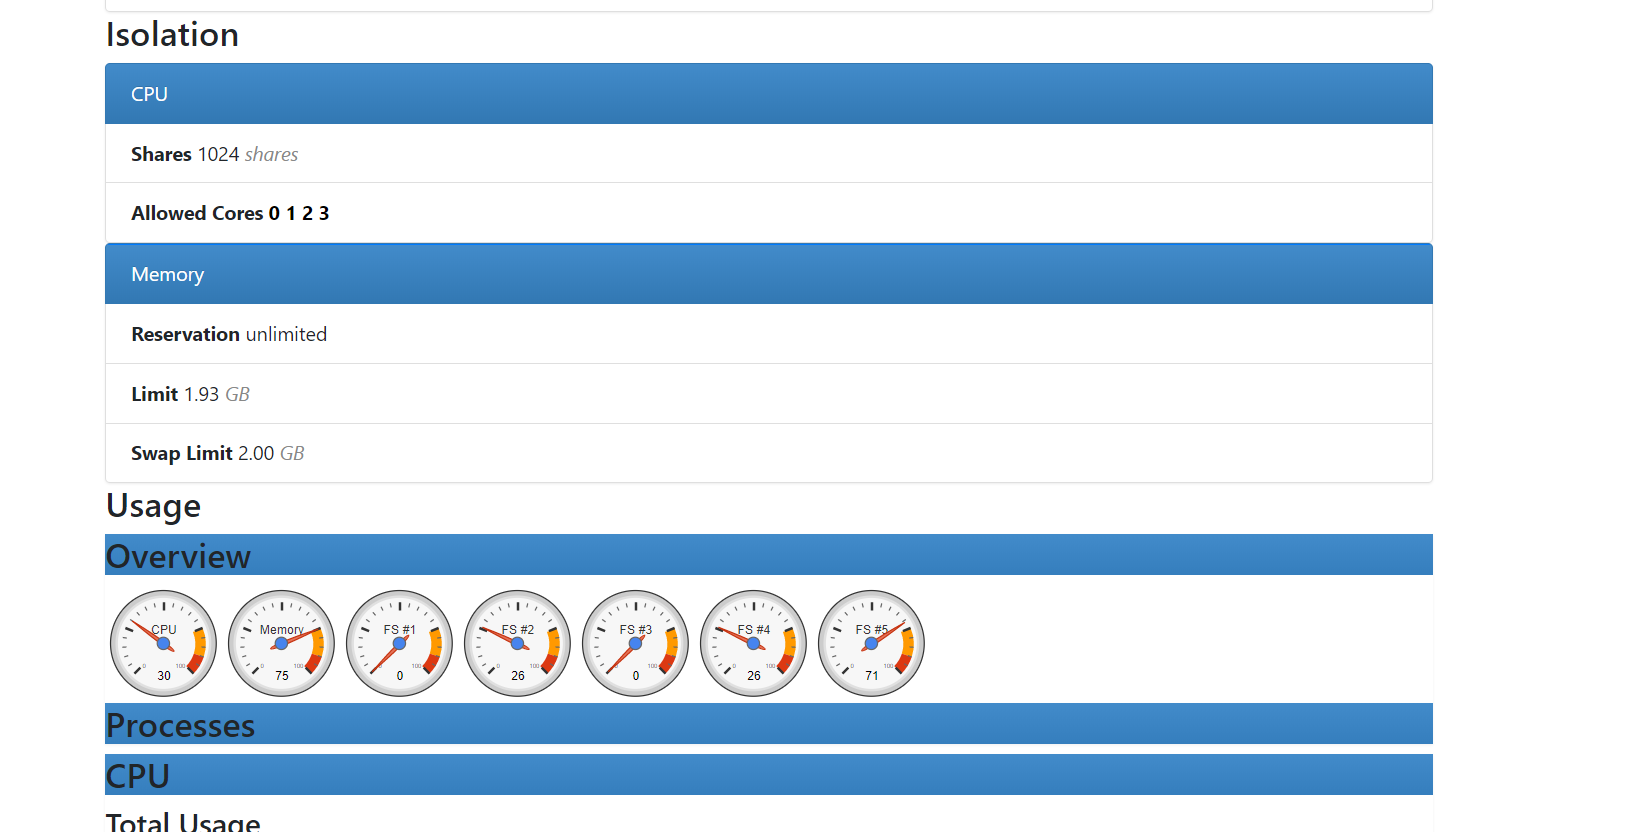 Isolation
CPU
Shares 1024 shares
Allowed Cores 0 1 2 3
Memory
Reservation unlimited
Limit 1.93 GB
Swap Limit 2.00 GB
Usage
Overview
CPU Memory FS #1 FS #2 FS #3 FS #4 FS #5
0 100 0 100 0 100 0 100 0 100 0 100 0 100
30 75 0 26 0 26 71
Processes
CPU
Total Usage